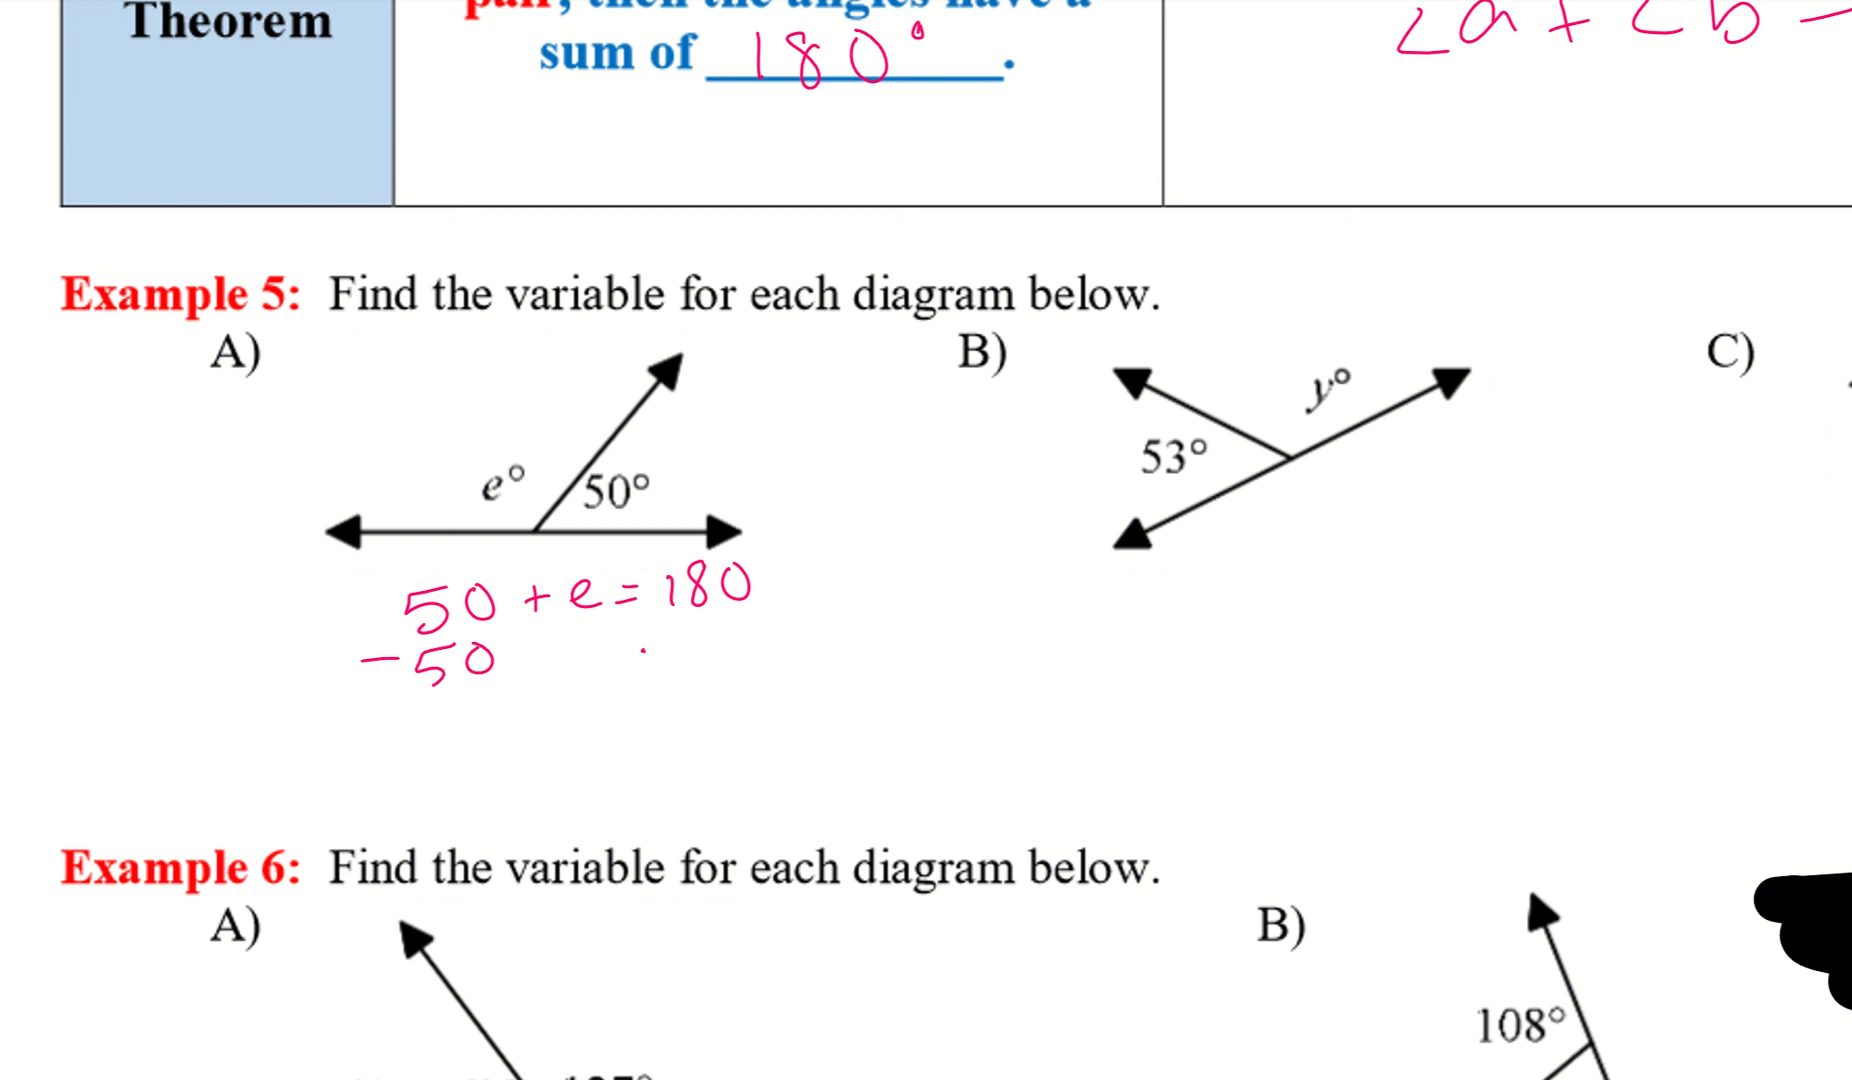 Theorem
sum of 180°.
∠a + ∠b
Example 5: Find the variable for each diagram below.
A)
e°
50°
50 + e = 180
-50
B)
53°
y°
C)
Example 6: Find the variable for each diagram below.
A)
B)
108°